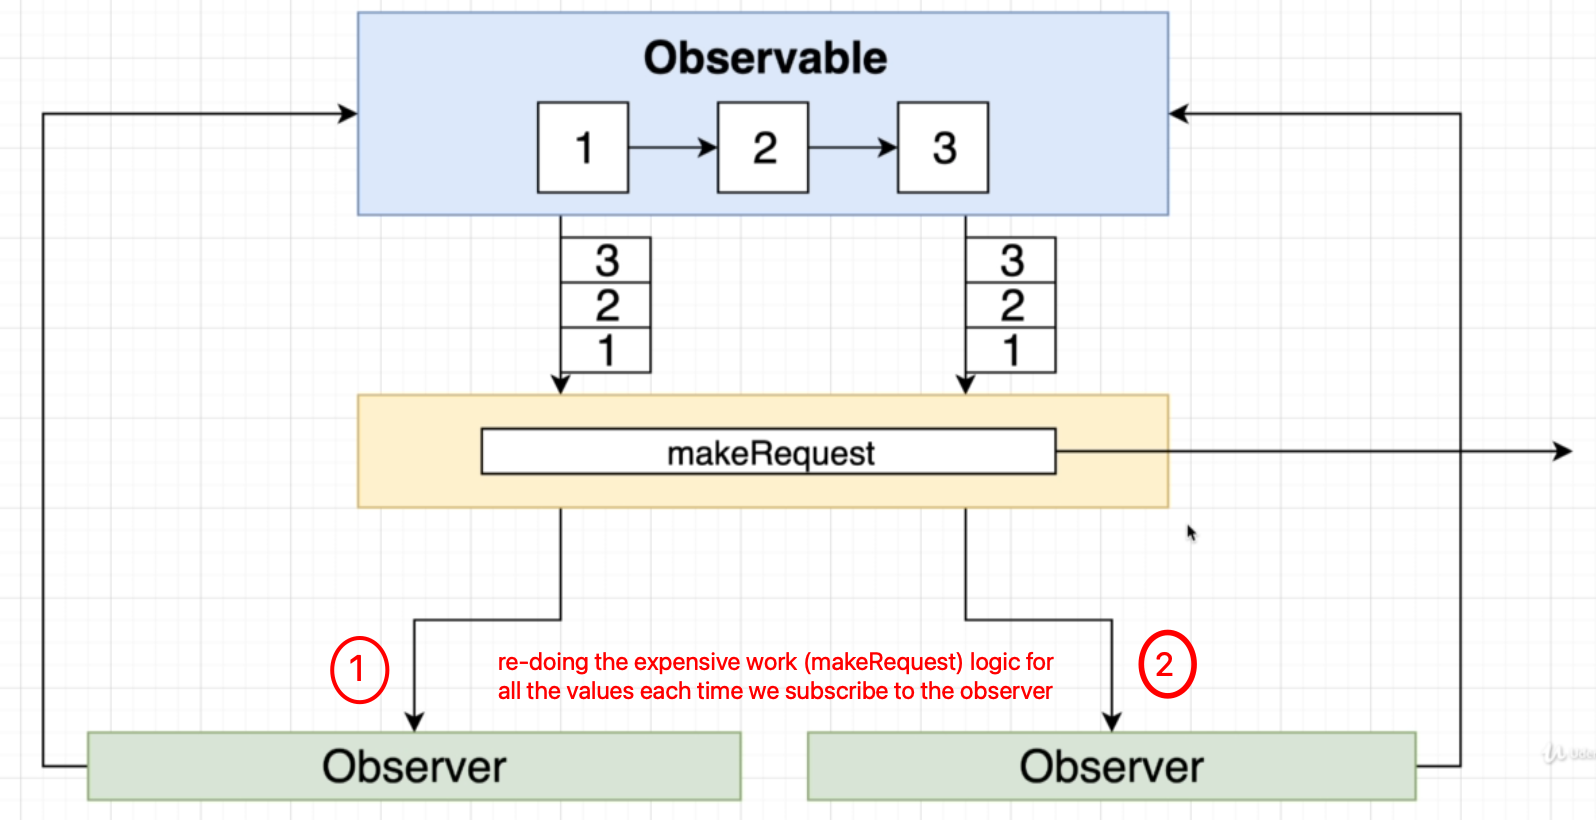 Observable
1
2
3
3
3
2
2
1
1
makeRequest
1
re-doing the expensive work (makeRequest) logic for
all the values each time we subscribe to the observer
2
Observer
Observer